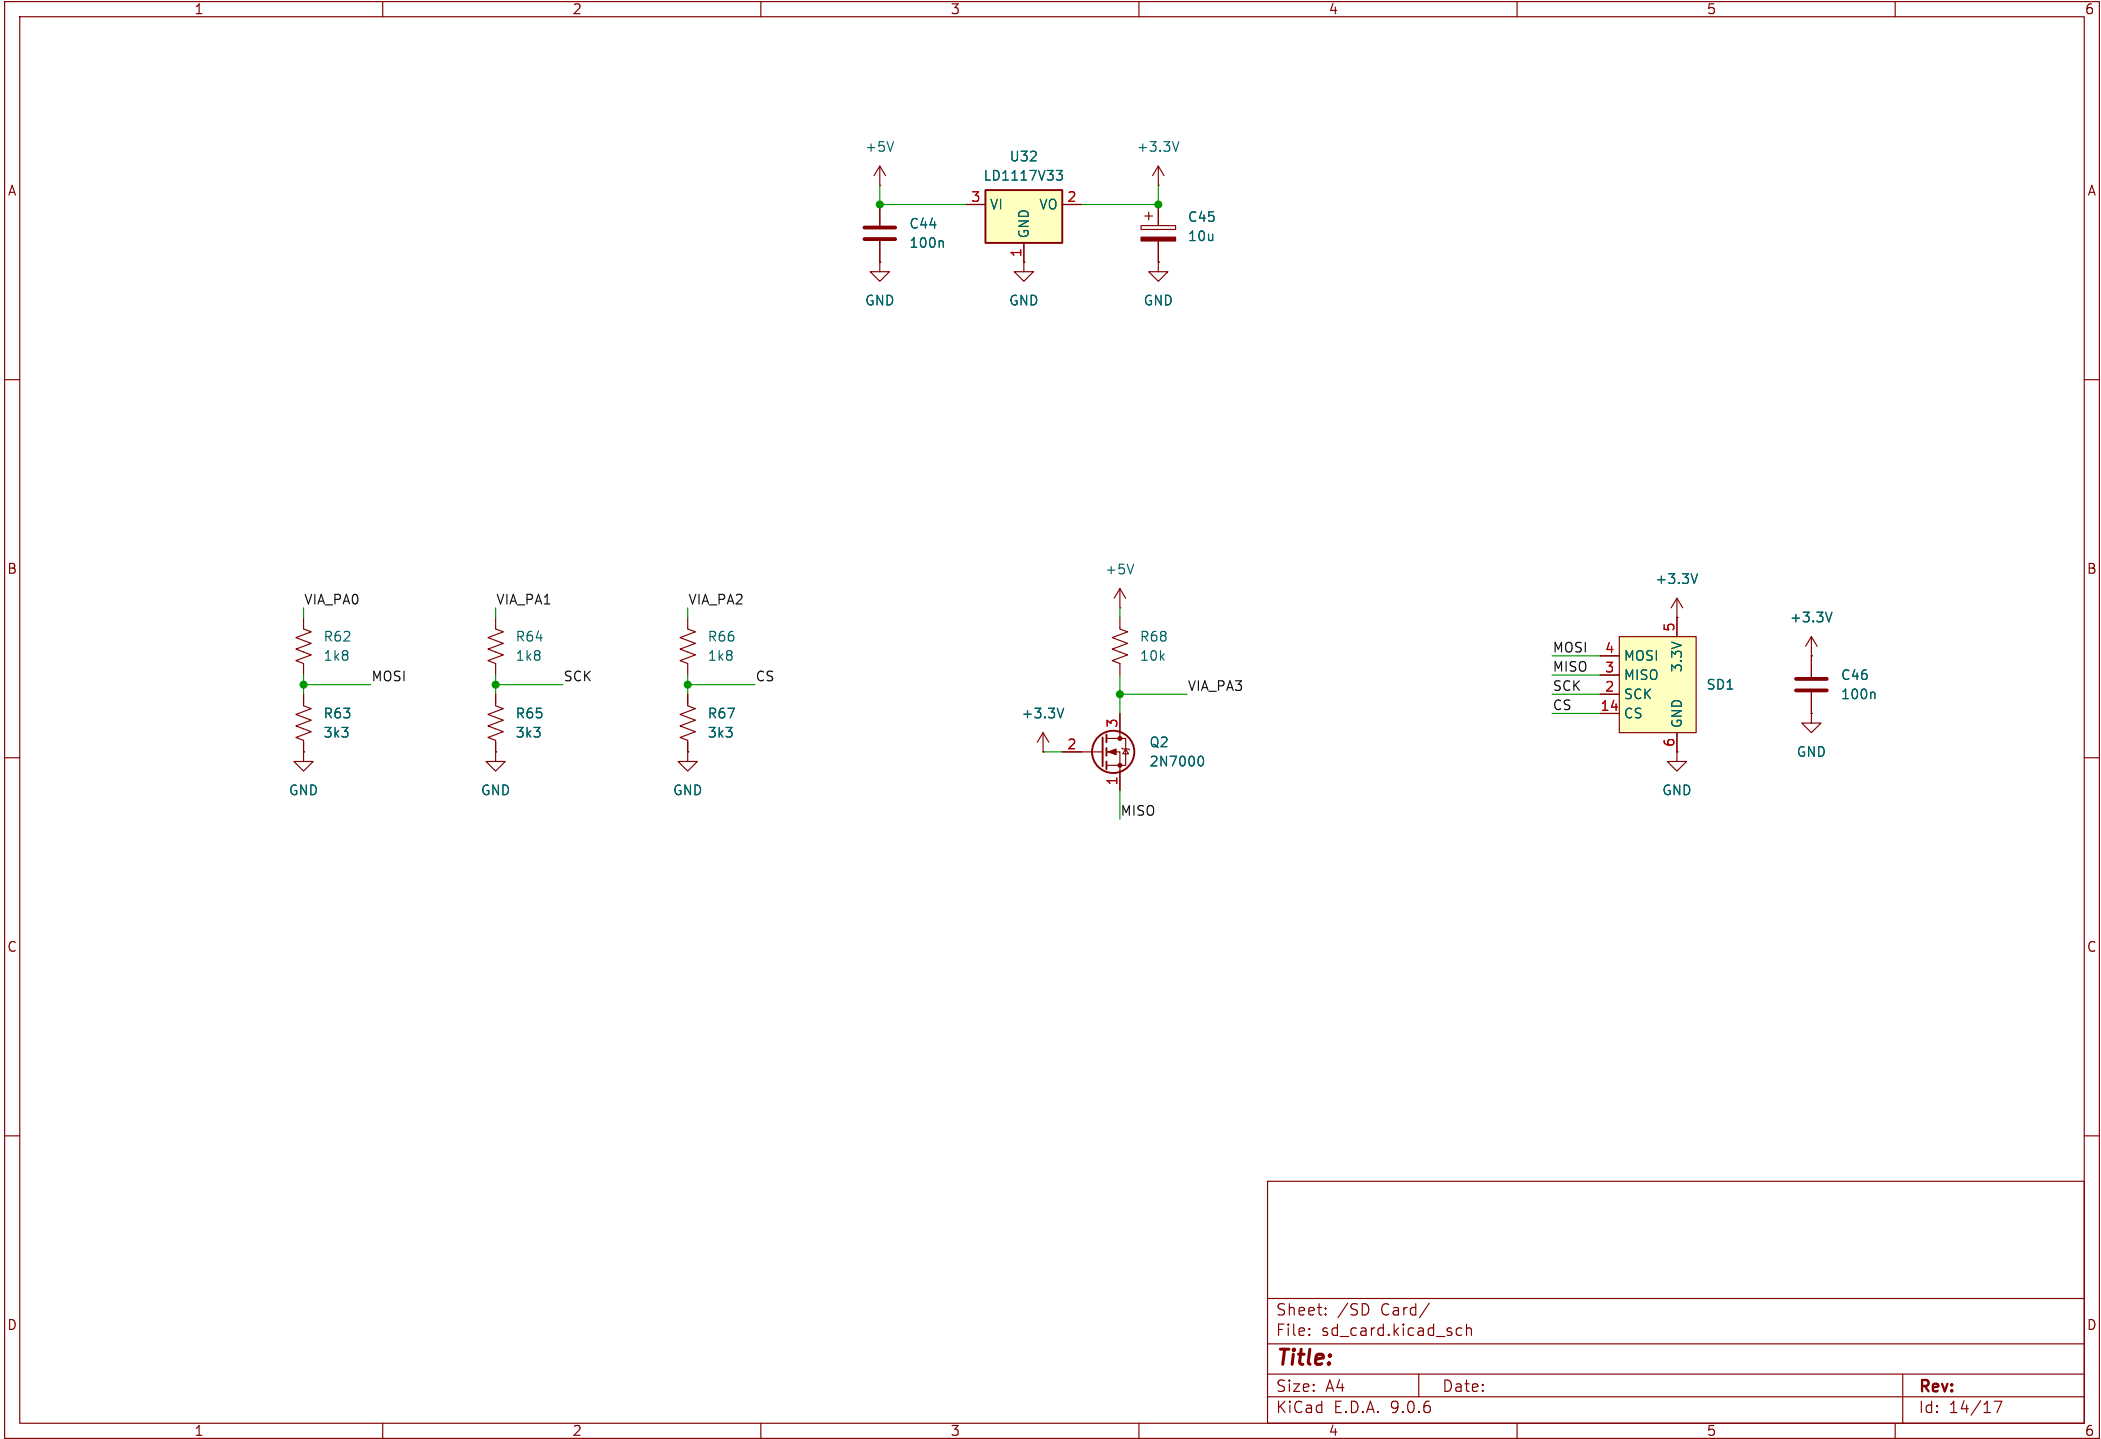 1 2 3 4 5 6
A A
+5V
U32
LD1117V33
+3.3V
3 VI VO 2
GND
1
C44
100n
+
C45
10u
GND
GND
GND
B B
VIA_PA0
R62
1k8
MOSI
R63
3k3
GND
VIA_PA1
R64
1k8
SCK
R65
3k3
GND
VIA_PA2
R66
1k8
CS
R67
3k3
GND
+5V
R68
10k
VIA_PA3
+3.3V
2
3
1
Q2
2N7000
MISO
+3.3V
5
3.3V
MOSI 4 MOSI
MISO 3 MISO
SCK 2 SCK
CS 14 CS
GND
6
SD1
GND
+3.3V
C46
100n
GND
C C
D D
Sheet: /SD Card/
File: sd_card.kicad_sch
Title:
Size: A4 Date: Rev:
KiCad E.D.A. 9.0.6 Id: 14/17
1 2 3 4 5 6